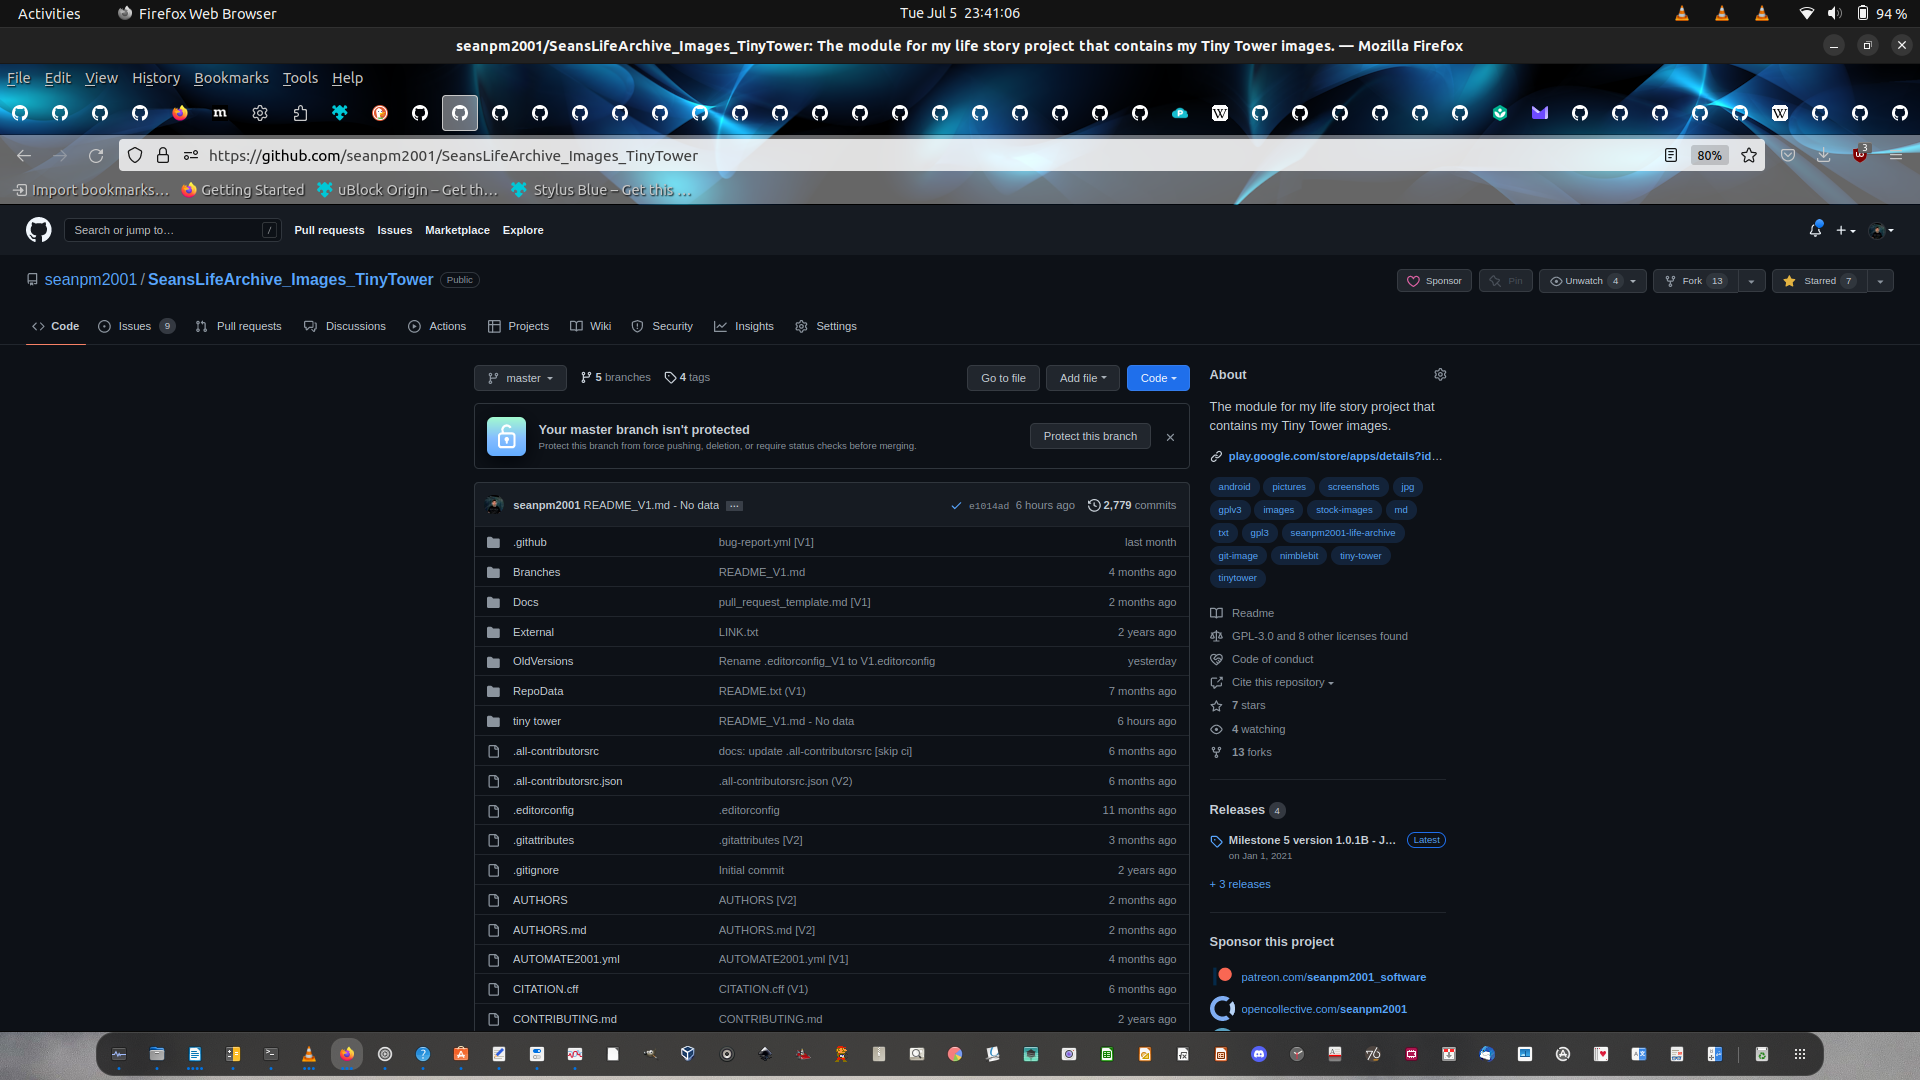 Activities Firefox Web Browser Tue Jul 5 23:41:06 94 %
seanpm2001/SeansLifeArchive_Images_TinyTower: The module for my life story project that contains my Tiny Tower images. — Mozilla Firefox
File Edit View History Bookmarks Tools Help
https://github.com/seanpm2001/SeansLifeArchive_Images_TinyTower 80% 3
Import bookmarks… Getting Started uBlock Origin – Get th… Stylus Blue – Get this …
Search or jump to… / Pull requests Issues Marketplace Explore
seanpm2001 / SeansLifeArchive_Images_TinyTower Public Sponsor Pin Unwatch 4 Fork 13 Starred 7
Code Issues 9 Pull requests Discussions Actions Projects Wiki Security Insights Settings
master 5 branches 4 tags Go to file Add file Code
Your master branch isn't protected
Protect this branch from force pushing, deletion, or require status checks before merging.
Protect this branch
seanpm2001 README_V1.md - No data … e1014ad 6 hours ago 2,779 commits
.github bug-report.yml [V1] last month
Branches README_V1.md 4 months ago
Docs pull_request_template.md [V1] 2 months ago
External LINK.txt 2 years ago
OldVersions Rename .editorconfig_V1 to V1.editorconfig yesterday
RepoData README.txt (V1) 7 months ago
tiny tower README_V1.md - No data 6 hours ago
.all-contributorsrc docs: update .all-contributorsrc [skip ci] 6 months ago
.all-contributorsrc.json .all-contributorsrc.json (V2) 6 months ago
.editorconfig .editorconfig 11 months ago
.gitattributes .gitattributes [V2] 3 months ago
.gitignore Initial commit 2 years ago
AUTHORS AUTHORS [V2] 2 months ago
AUTHORS.md AUTHORS.md [V2] 2 months ago
AUTOMATE2001.yml AUTOMATE2001.yml [V1] 4 months ago
CITATION.cff CITATION.cff (V1) 6 months ago
CONTRIBUTING.md CONTRIBUTING.md 2 years ago
About
The module for my life story project that
contains my Tiny Tower images.
play.google.com/store/apps/details?id…
android pictures screenshots jpg
gplv3 images stock-images md
txt gpl3 seanpm2001-life-archive
git-image nimblebit tiny-tower
tinytower
Readme
GPL-3.0 and 8 other licenses found
Code of conduct
Cite this repository
7 stars
4 watching
13 forks
Releases 4
Milestone 5 version 1.0.1B - J… Latest
on Jan 1, 2021
+ 3 releases
Sponsor this project
patreon.com/seanpm2001_software
opencollective.com/seanpm2001